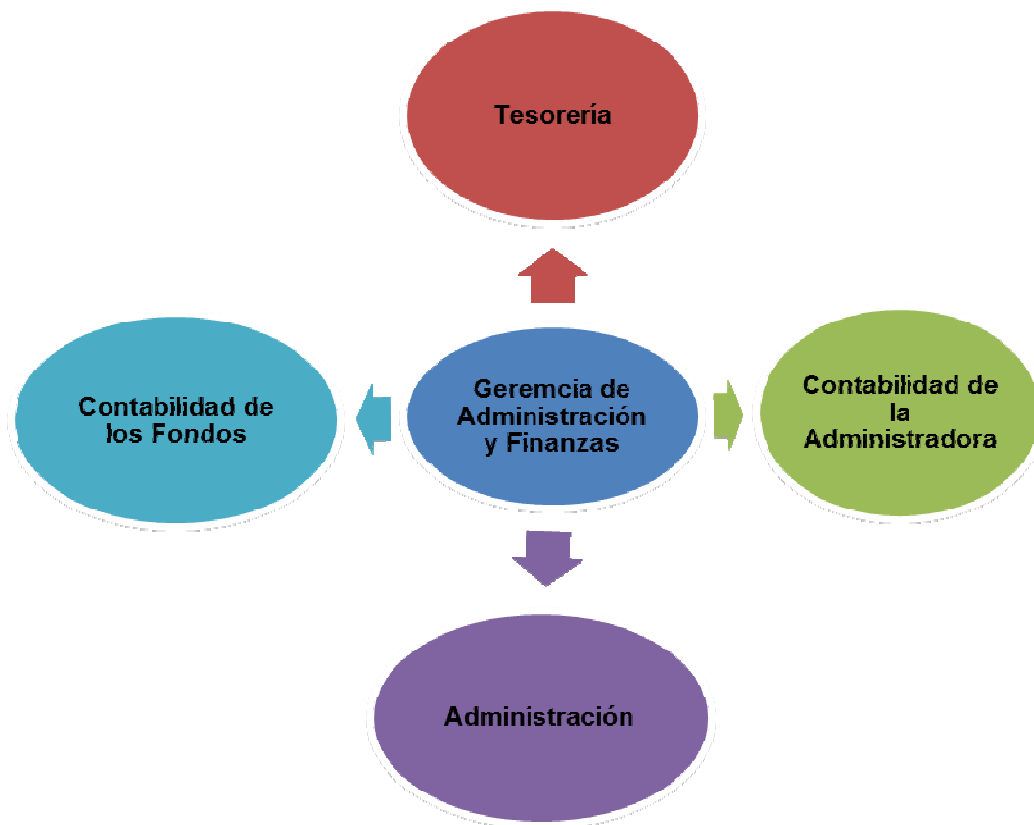 Tesorería
Contabilidad de
los Fondos
Geremcia de
Administración
y Finanzas
Contabilidad de
la
Administradora
Administración